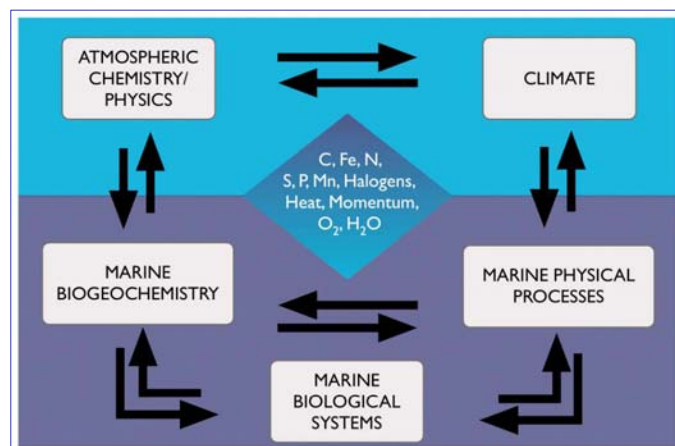 ATMOSPHERIC
CHEMISTRY/
PHYSICS
CLIMATE
C, Fe, N,
S, P, Mn, Halogens,
Heat, Momentum,
O₂, H₂O
MARINE
BIOGEOCHEMISTRY
MARINE PHYSICAL
PROCESSES
MARINE
BIOLOGICAL
SYSTEMS